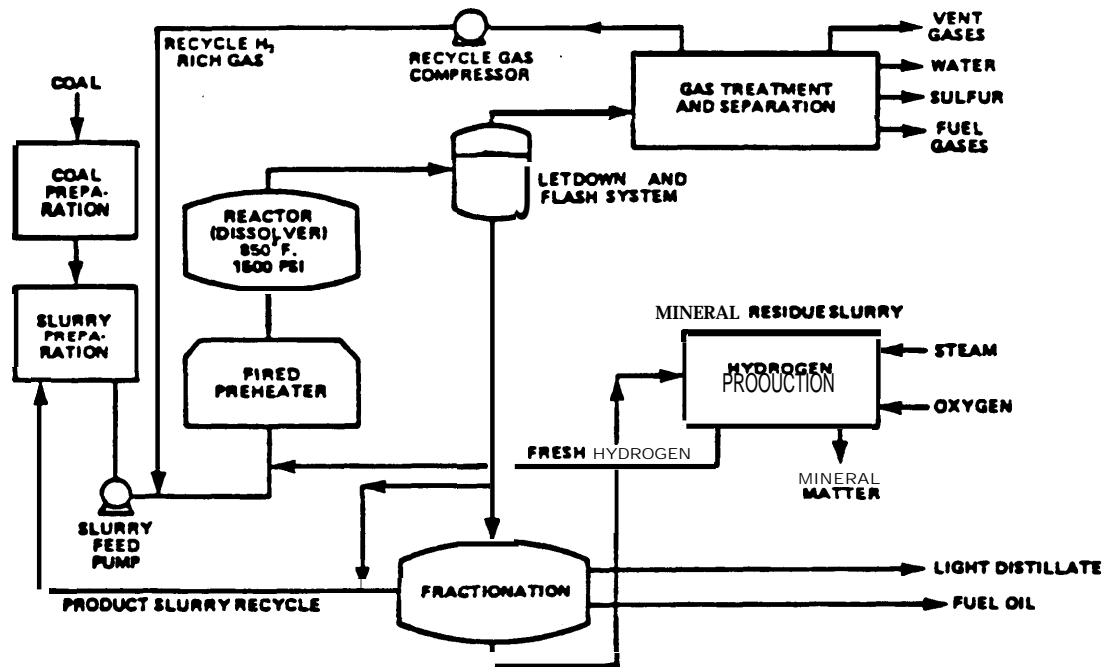 VENT
GASES
RECYCLE H₂
RICH GAS
RECYCLE GAS
COMPRESSOR
WATER
COAL
GAS TREATMENT
AND SEPARATION
SULFUR
FUEL
GASES
COAL
PREPA-
RATION
LETDOWN AND
FLASH SYSTEM
REACTOR
(DISSOLVER)
850°F.
1500 PSI
MINERAL RESIDUE SLURRY
SLURRY
PREPA-
RATION
STEAM
HYDROGEN
PROOUCTION
FIRED
PREHEATER
OXYGEN
FRESH HYDROGEN
MINERAL
MATTER
SLURRY
FEED
PUMP
LIGHT DISTILLATE
FRACTIONATION
PRODUCT SLURRY RECYCLE
FUEL OIL